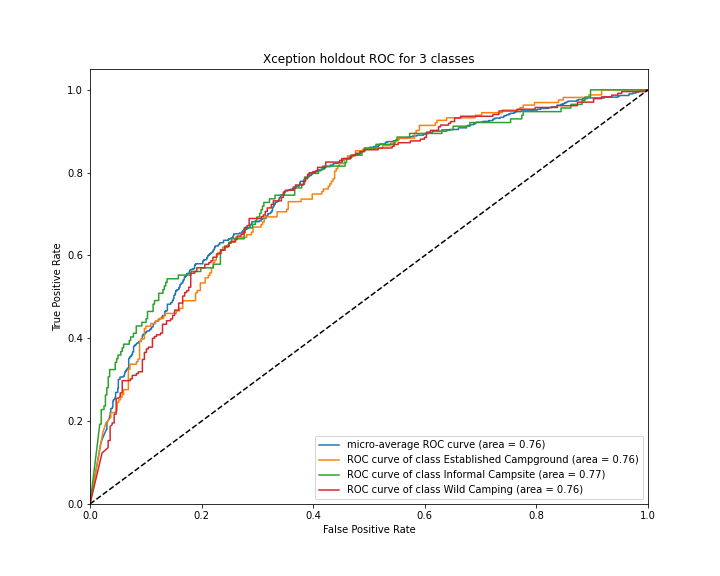 Xception holdout ROC for 3 classes
True Positive Rate
1.0
0.8
0.6
0.4
0.2
0.0
micro-average ROC curve (area = 0.76)
ROC curve of class Established Campground (area = 0.76)
ROC curve of class Informal Campsite (area = 0.77)
ROC curve of class Wild Camping (area = 0.76)
0.0 0.2 0.4 0.6 0.8 1.0
False Positive Rate